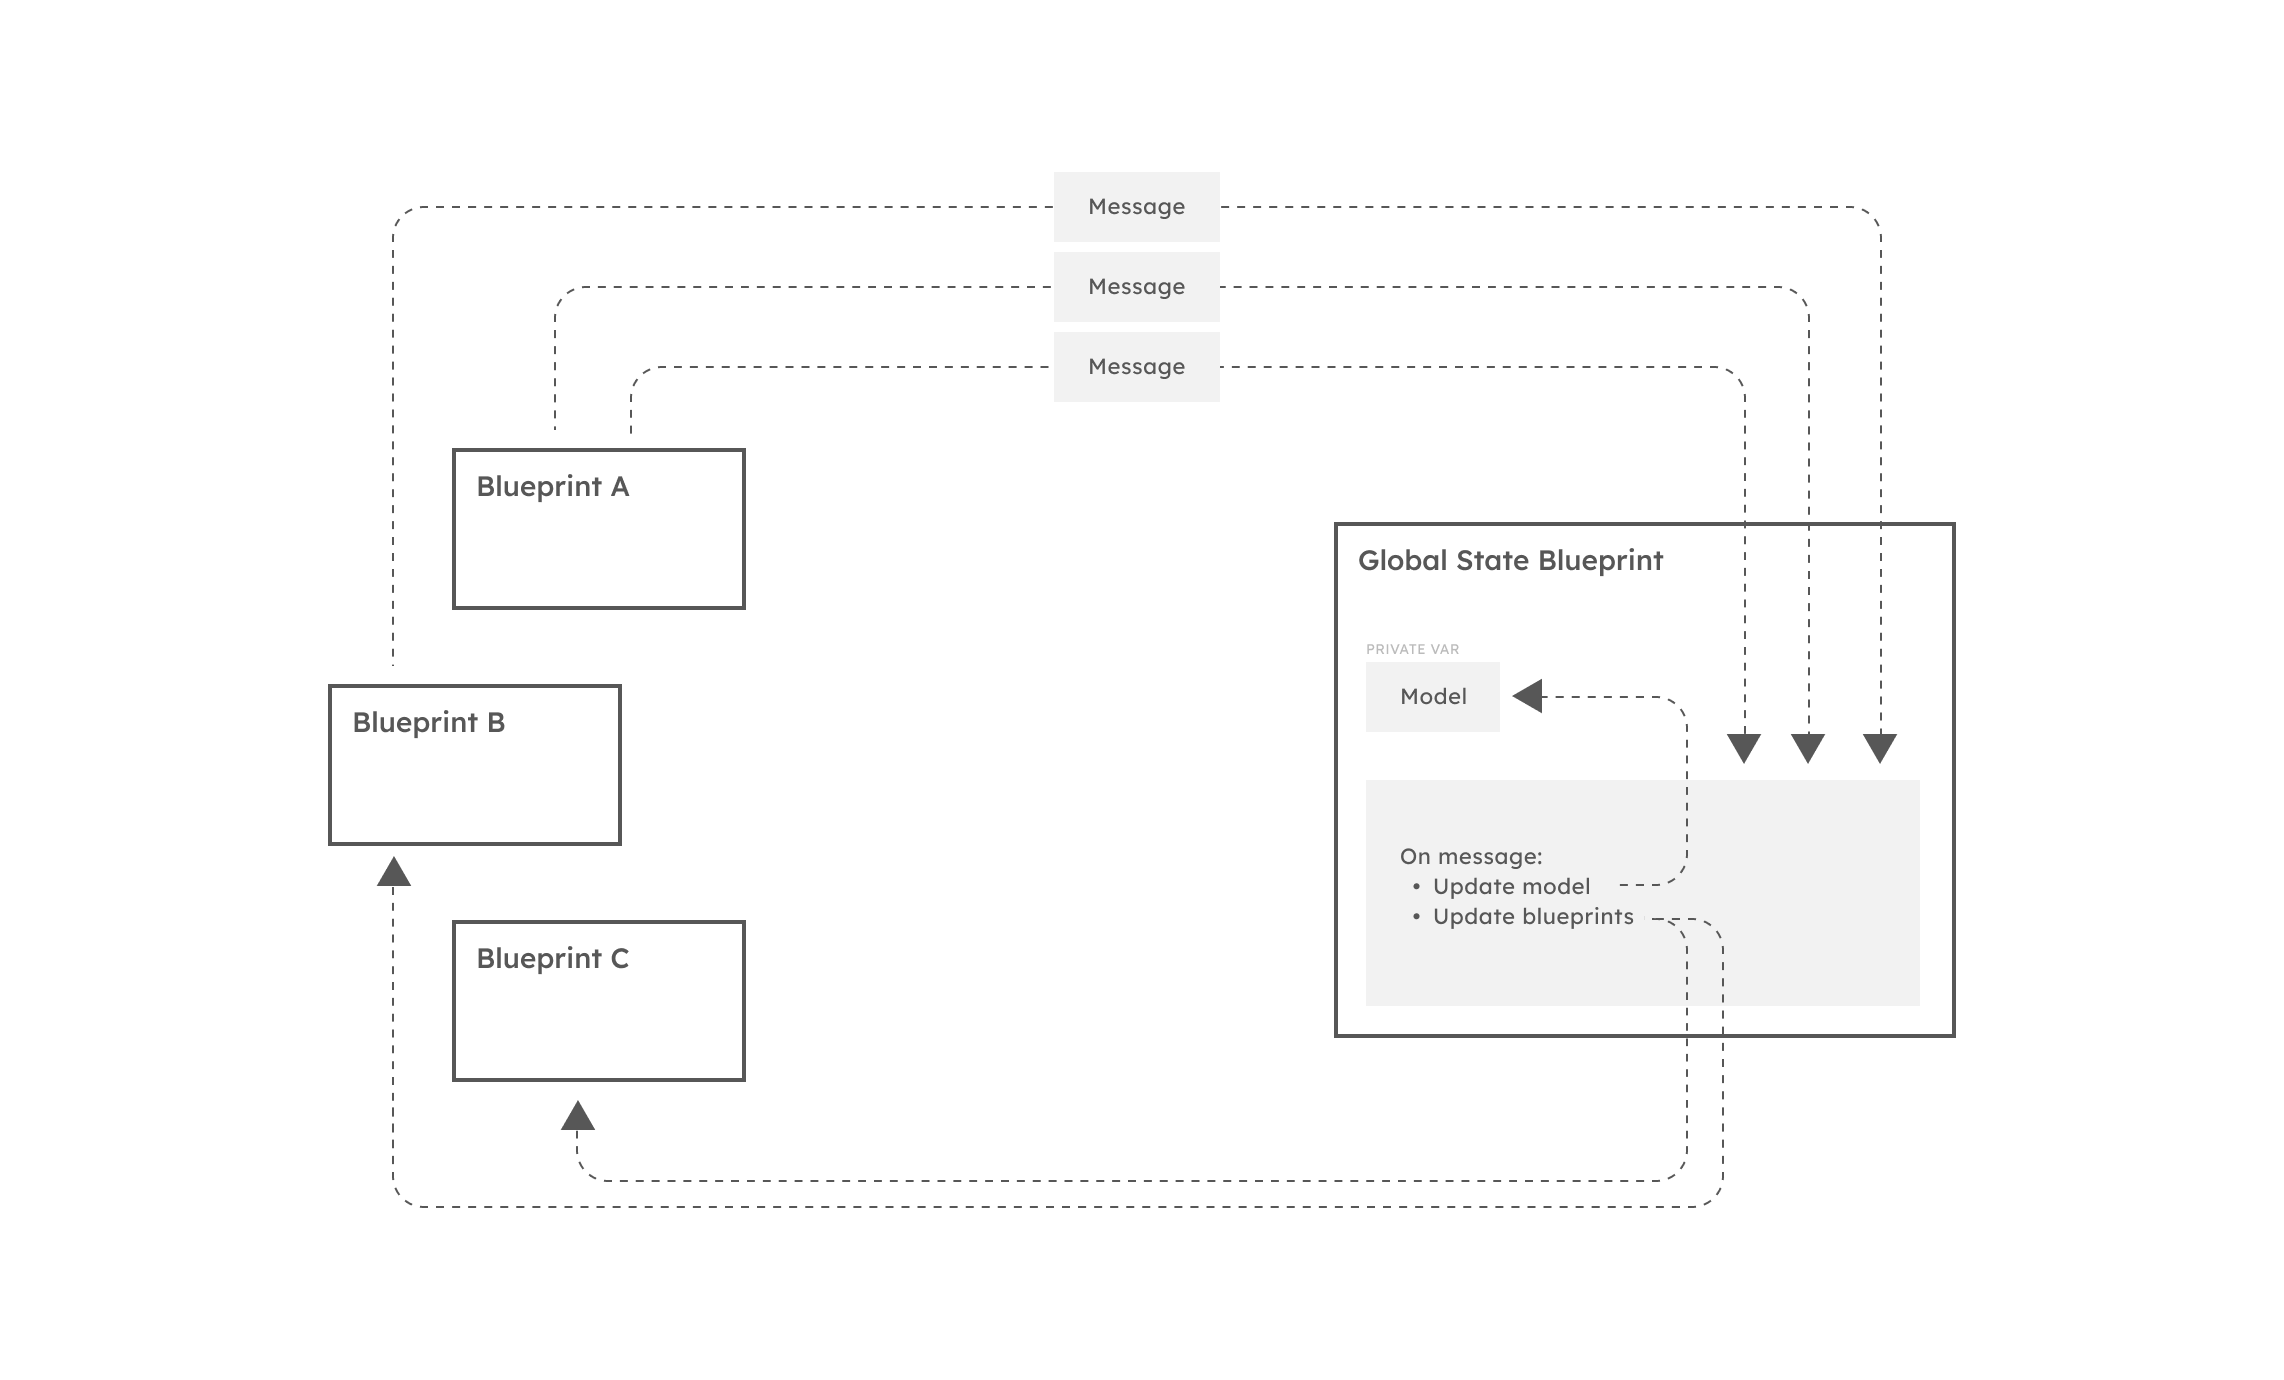 Message
Message
Message
Blueprint A
Global State Blueprint
PRIVATE VAR
Model
Blueprint B
On message:
• Update model
• Update blueprints
Blueprint C